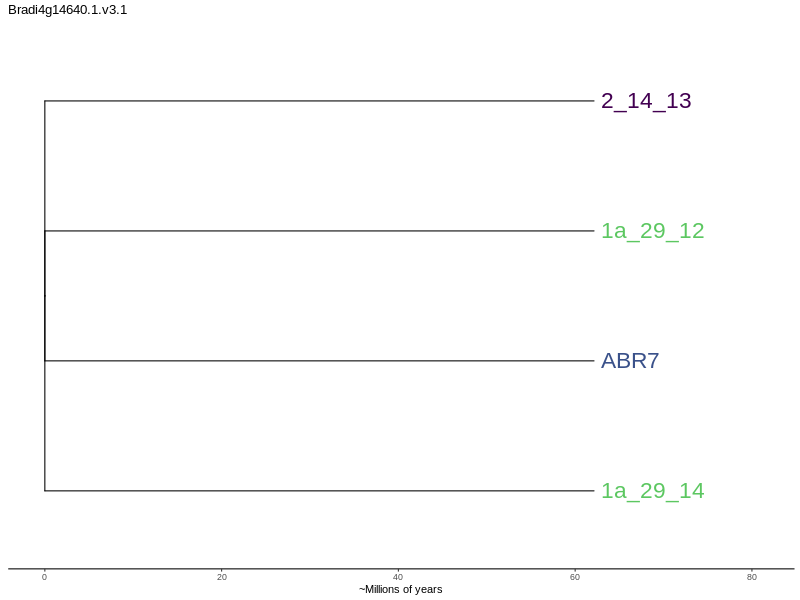 Bradi4g14640.1.v3.1
2_14_13
1a_29_12
ABR7
1a_29_14
0 20 40 60 80
~Millions of years